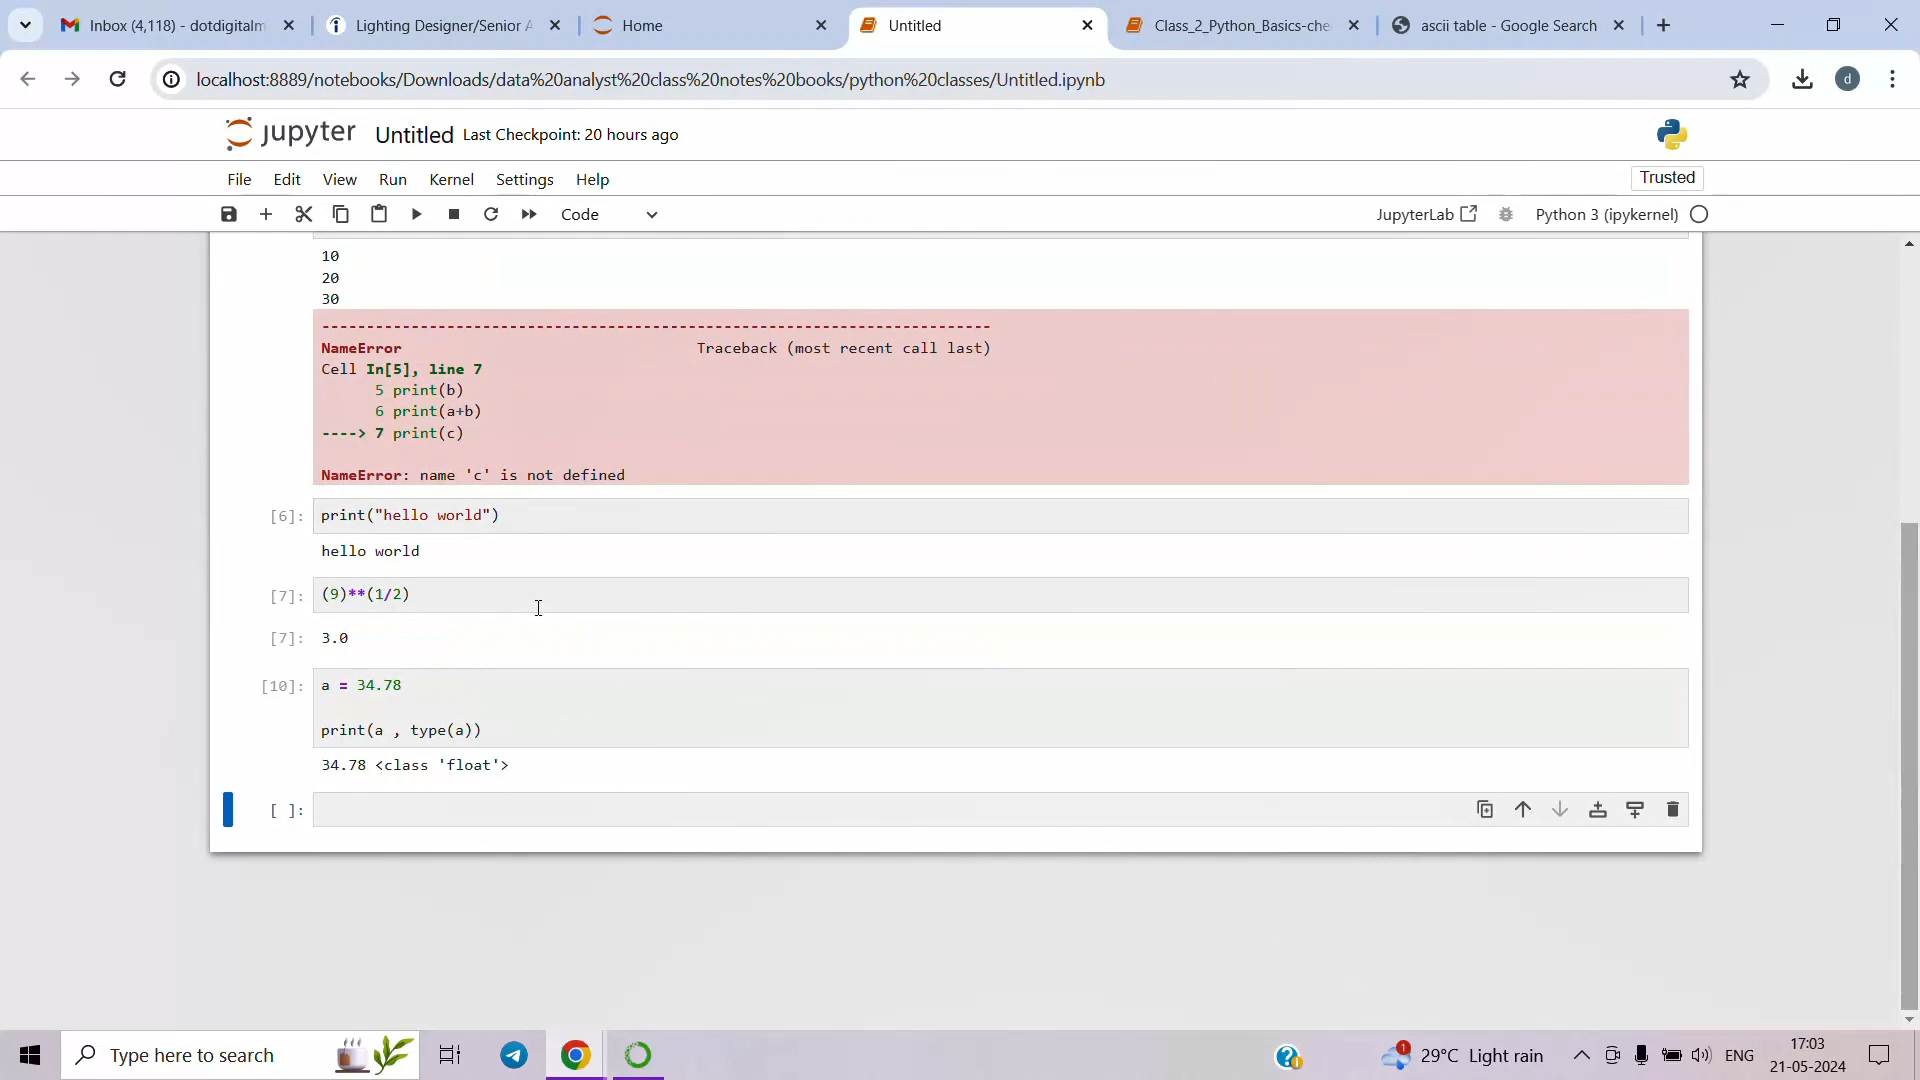 Inbox (4,118) - dotdigitalm
Lighting Designer/Senior A
Home
Untitled
Class_2_Python_Basics-che
ascii table - Google Search
localhost:8889/notebooks/Downloads/data%20analyst%20class%20notes%20books/python%20classes/Untitled.ipynb
d
jupyter Untitled Last Checkpoint: 20 hours ago
File Edit View Run Kernel Settings Help
Trusted
Code
JupyterLab
Python 3 (ipykernel)
10
20
30
---------------------------------------------------------------------------
NameError                                 Traceback (most recent call last)
Cell In[5], line 7
      5 print(b)
      6 print(a+b)
----> 7 print(c)
NameError: name 'c' is not defined
[6]: print("hello world")
hello world
[7]: (9)**(1/2)
[7]: 3.0
[10]: a = 34.78
print(a , type(a))
34.78 <class 'float'>
[ ]:
Type here to search
1
29°C Light rain
ENG
17:03
21-05-2024